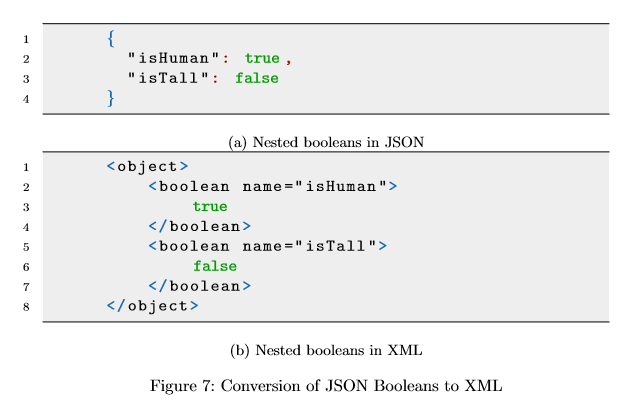 1 {
2 "isHuman": true,
3 "isTall": false
4 }
(a) Nested booleans in JSON
1 <object>
2 <boolean name="isHuman">
3 true
4 </boolean>
5 <boolean name="isTall">
6 false
7 </boolean>
8 </object>
(b) Nested booleans in XML
Figure 7: Conversion of JSON Booleans to XML